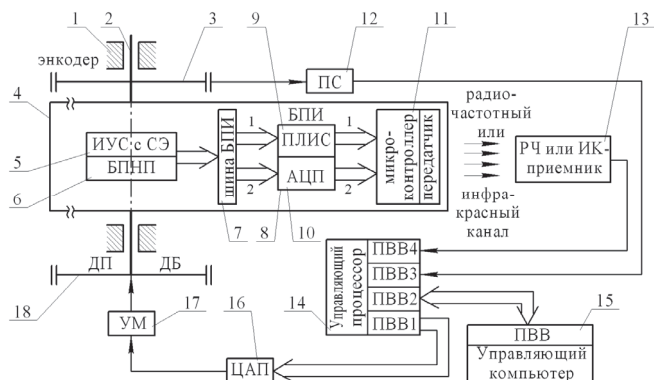 1
2
3
9
12
11
13
энкодер
ПС
4
БПИ
радио-
частотный
или
5
ИУС с СЭ
БПНП
6
шина БПИ
1
2
ПЛИС
АЦП
1
2
микро-
контроллер
передатчик
РЧ или ИК-
приемник
инфра-
красный
канал
7
8
10
ДП
ДБ
18
17
УМ
16
ЦАП
14
Управляющий
процессор
ПВВ4
ПВВ3
ПВВ2
ПВВ1
15
ПВВ
Управляющий
компьютер